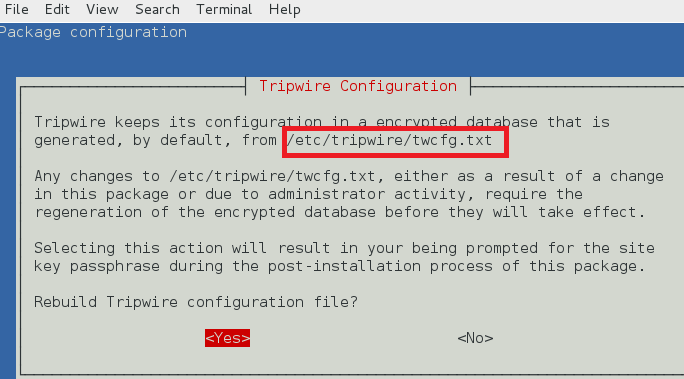 File Edit View Search Terminal Help
Package configuration
Tripwire Configuration
Tripwire keeps its configuration in a encrypted database that is
generated, by default, from /etc/tripwire/twcfg.txt
Any changes to /etc/tripwire/twcfg.txt, either as a result of a change
in this package or due to administrator activity, require the
regeneration of the encrypted database before they will take effect.
Selecting this action will result in your being prompted for the site
key passphrase during the post-installation process of this package.
Rebuild Tripwire configuration file?
<Yes> <No>